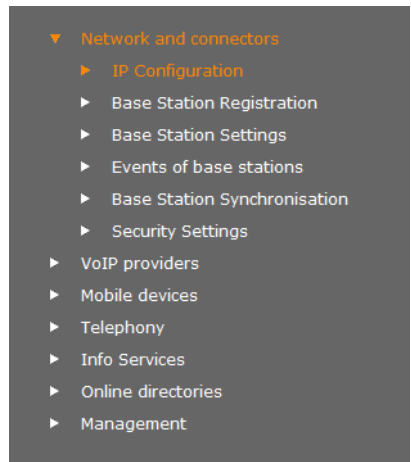 Network and connectors
IP Configuration
Base Station Registration
Base Station Settings
Events of base stations
Base Station Synchronisation
Security Settings
VoIP providers
Mobile devices
Telephony
Info Services
Online directories
Management